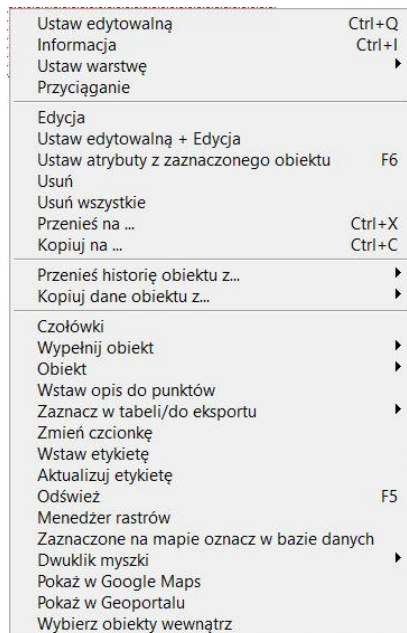 Ustaw edytowalną Ctrl+Q
Informacja Ctrl+I
Ustaw warstwę
Przyciąganie
Edycja
Ustaw edytowalną + Edycja
Ustaw atrybuty z zaznaczonego obiektu F6
Usuń
Usuń wszystkie
Przenieś na ... Ctrl+X
Kopiuj na ... Ctrl+C
Przenieś historię obiektu z...
Kopiuj dane obiektu z...
Czołówki
Wypełnij obiekt
Obiekt
Wstaw opis do punktów
Zaznacz w tabeli/do eksportu
Zmień czcionkę
Wstaw etykietę
Aktualizuj etykietę
Odśwież F5
Menedżer rastrów
Zaznaczone na mapie oznacz w bazie danych
Dwuklik myszki
Pokaż w Google Maps
Pokaż w Geoportalu
Wybierz obiekty wewnątrz